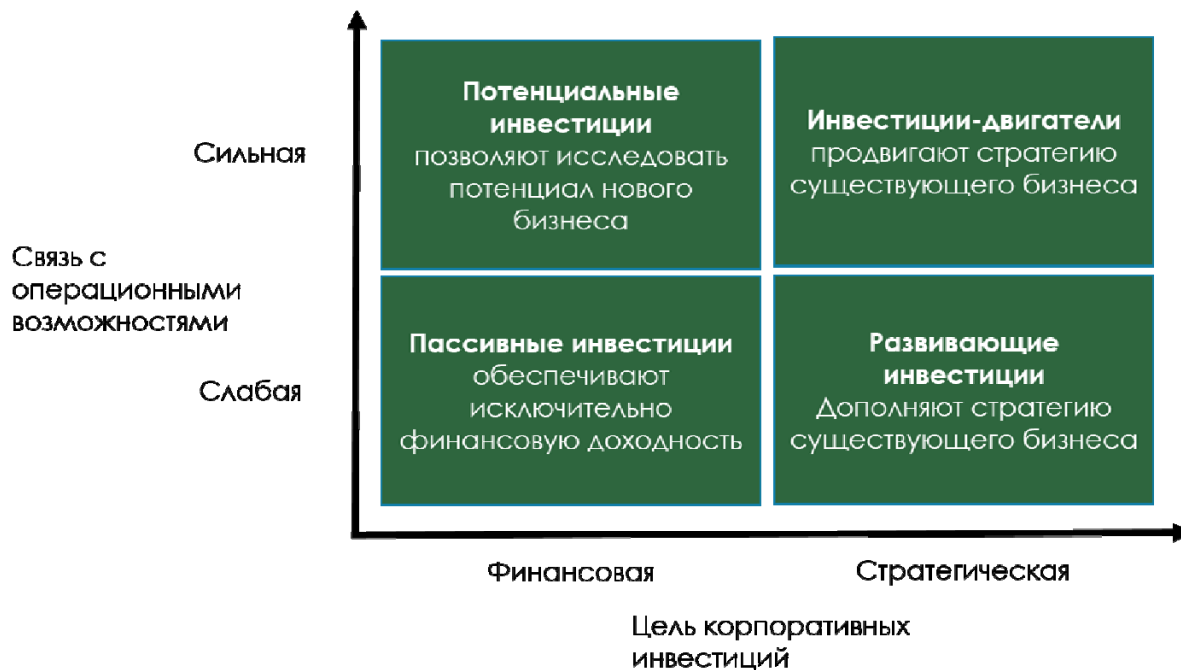 Потенциальные
инвестиции
позволяют исследовать
потенциал нового
бизнеса
Инвестиции-двигатели
продвигают стратегию
существующего бизнеса
Сильная
Связь с
операционными
возможностями
Пассивные инвестиции
обеспечивают
исключительно
финансовую доходность
Развивающие
инвестиции
Дополняют стратегию
существующего бизнеса
Слабая
Финансовая
Стратегическая
Цель корпоративных
инвестиций